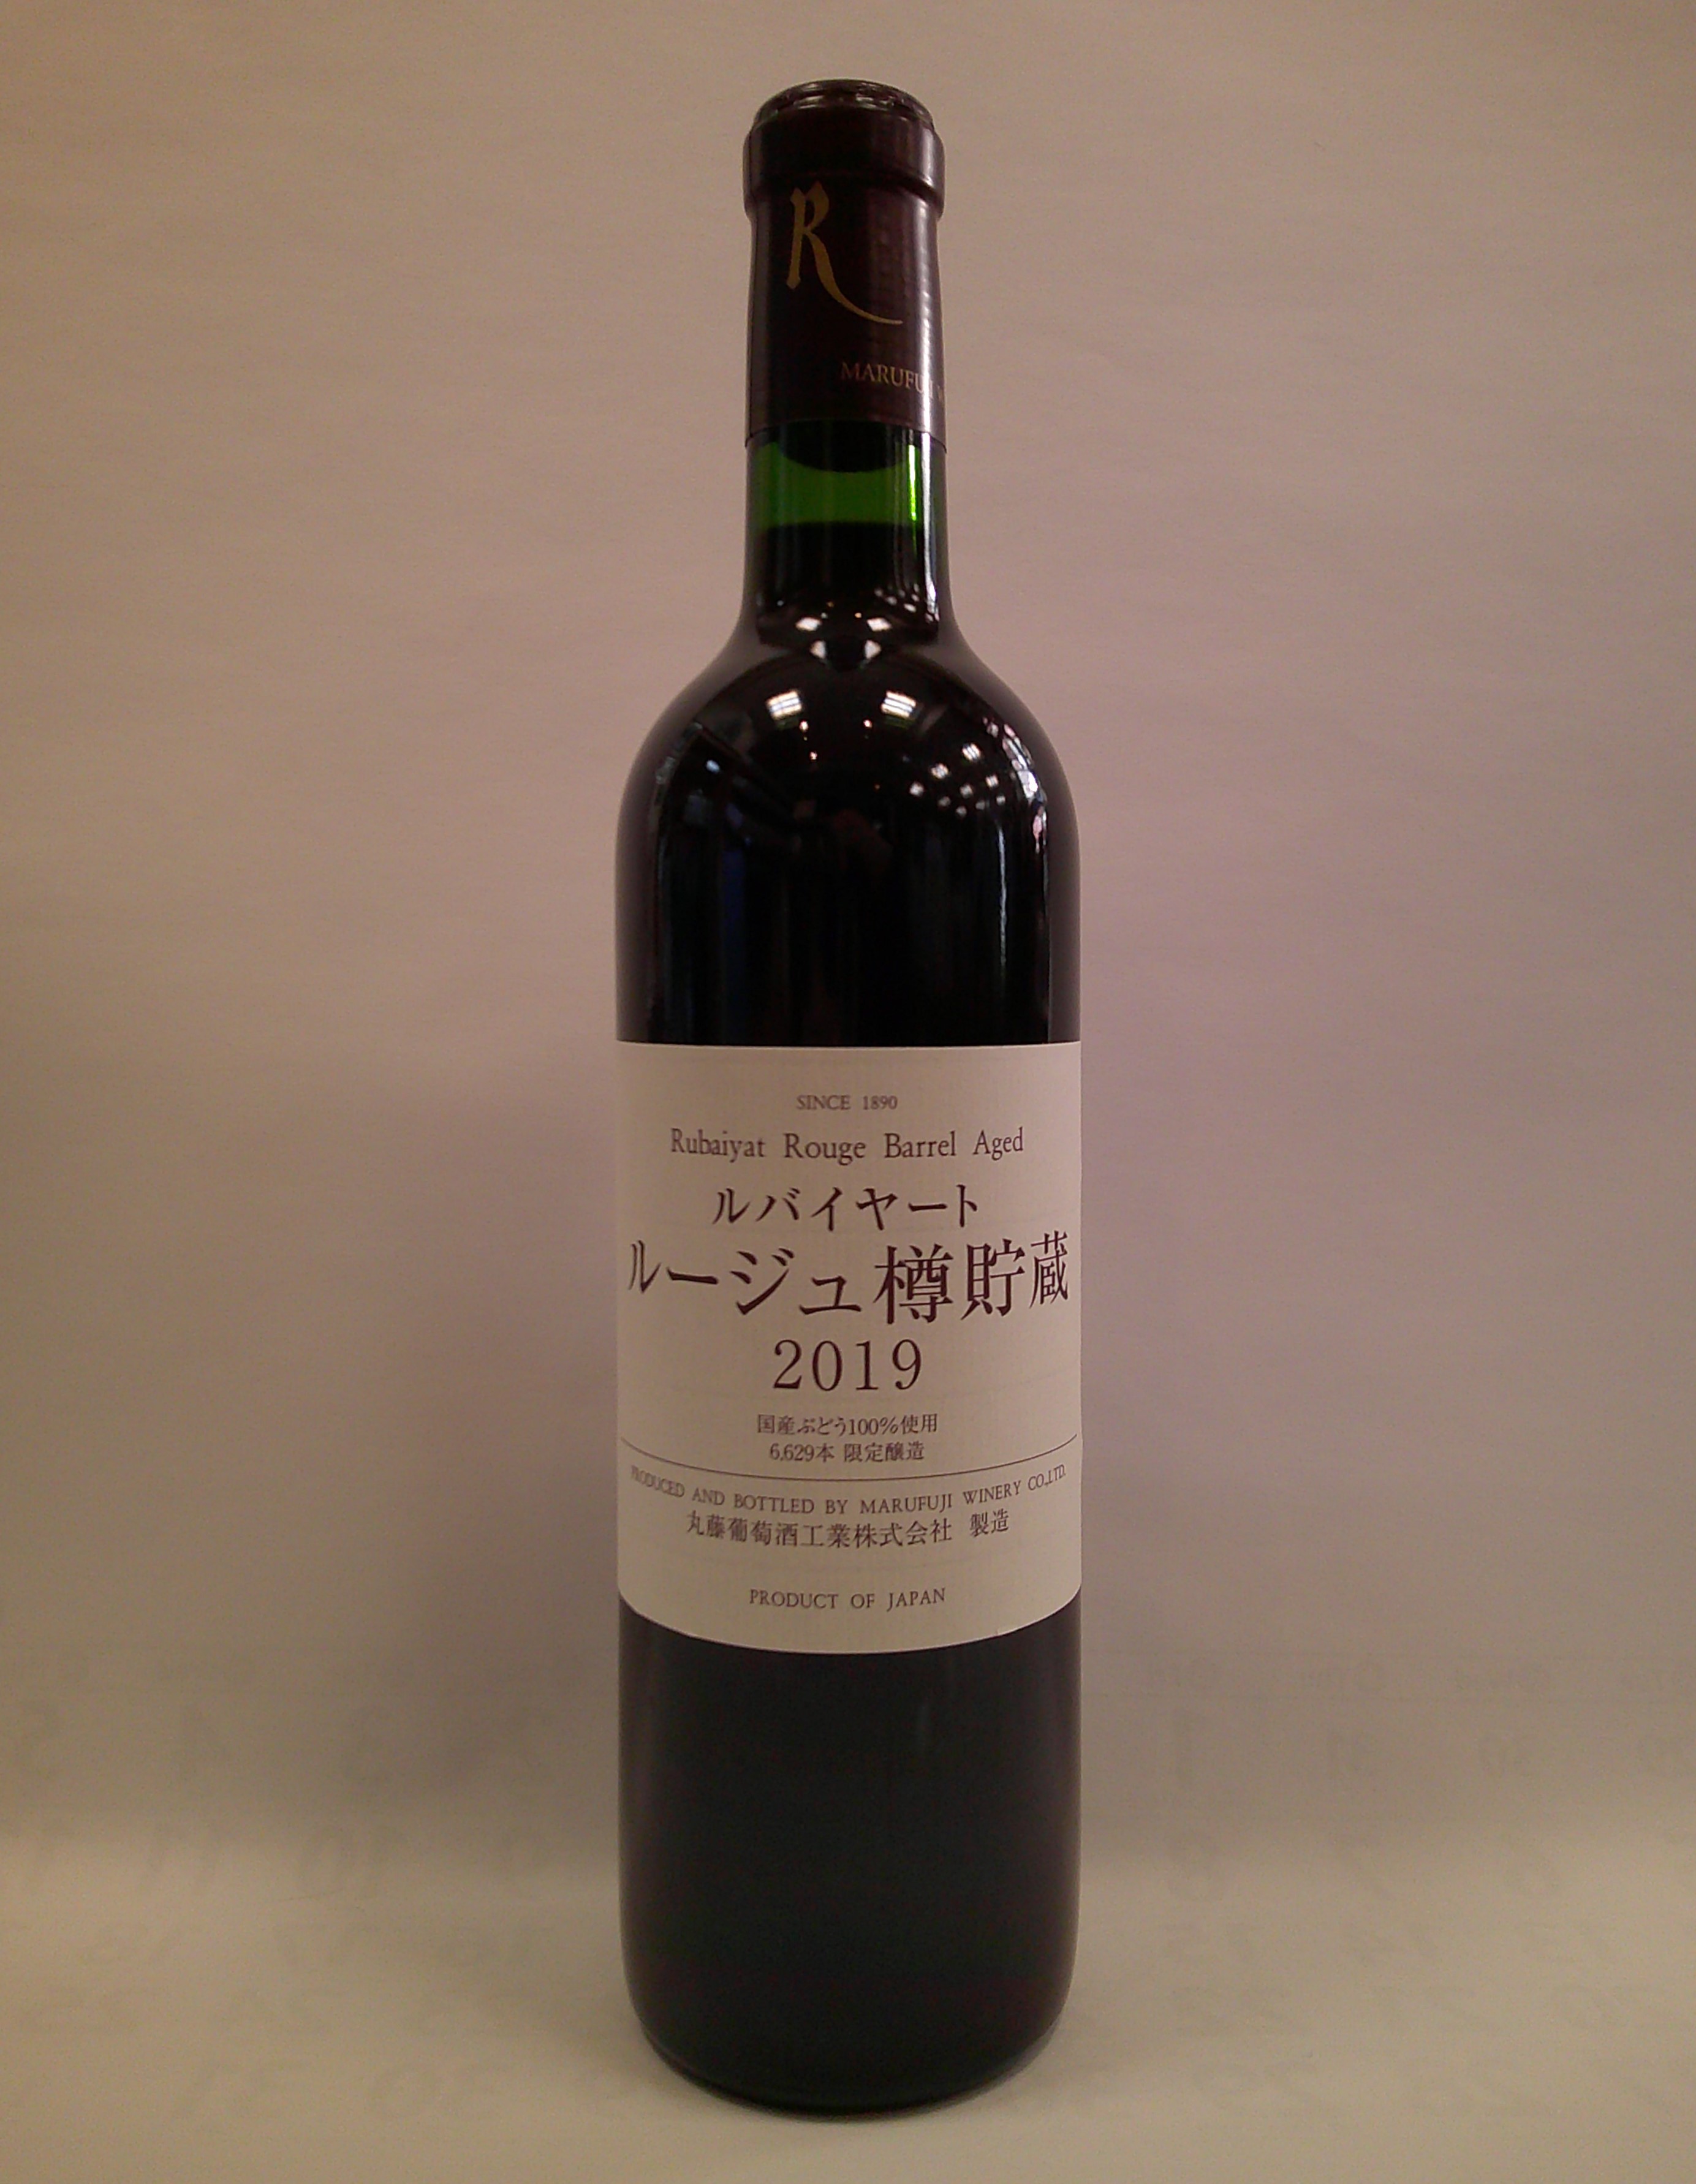 R
MARUFUJI
SINCE 1890
Rubaiyat Rouge Barrel Aged
ルバイヤート
ルージュ樽貯蔵
2019
国産ぶどう100%使用
6,629本 限定醸造
PRODUCED AND BOTTLED BY MARUFUJI WINERY CO.,LTD.
丸藤葡萄酒工業株式会社 製造
PRODUCT OF JAPAN